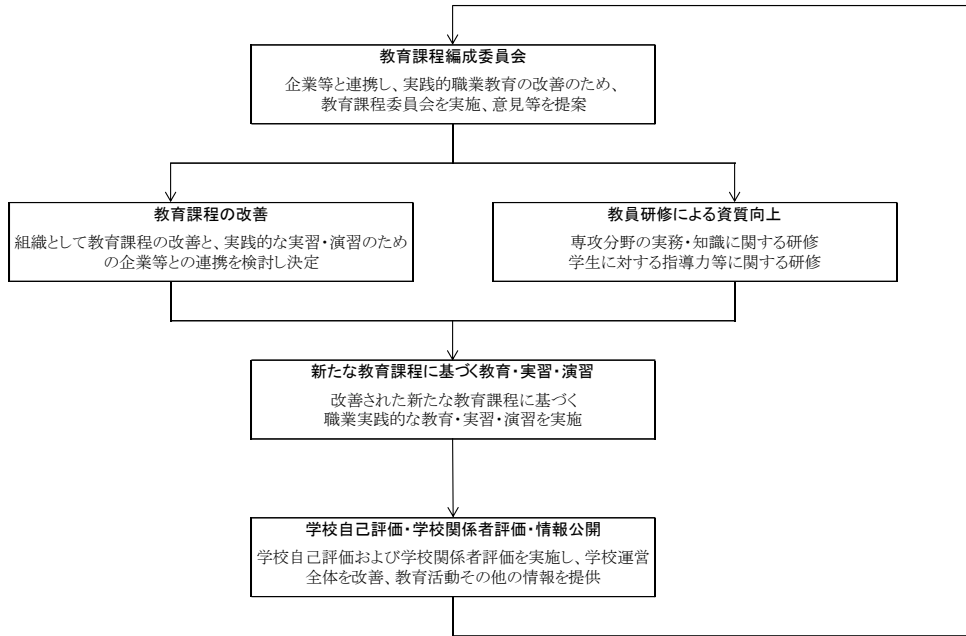 教育課程編成委員会
企業等と連携し、実践的職業教育の改善のため、
教育課程委員会を実施、意見等を提案
教育課程の改善
組織として教育課程の改善と、実践的な実習・演習のため
の企業等との連携を検討し決定
教員研修による資質向上
専攻分野の実務・知識に関する研修
学生に対する指導力等に関する研修
新たな教育課程に基づく教育・実習・演習
改善された新たな教育課程に基づく
職業実践的な教育・実習・演習を実施
学校自己評価・学校関係者評価・情報公開
学校自己評価および学校関係者評価を実施し、学校運営
全体を改善、教育活動その他の情報を提供